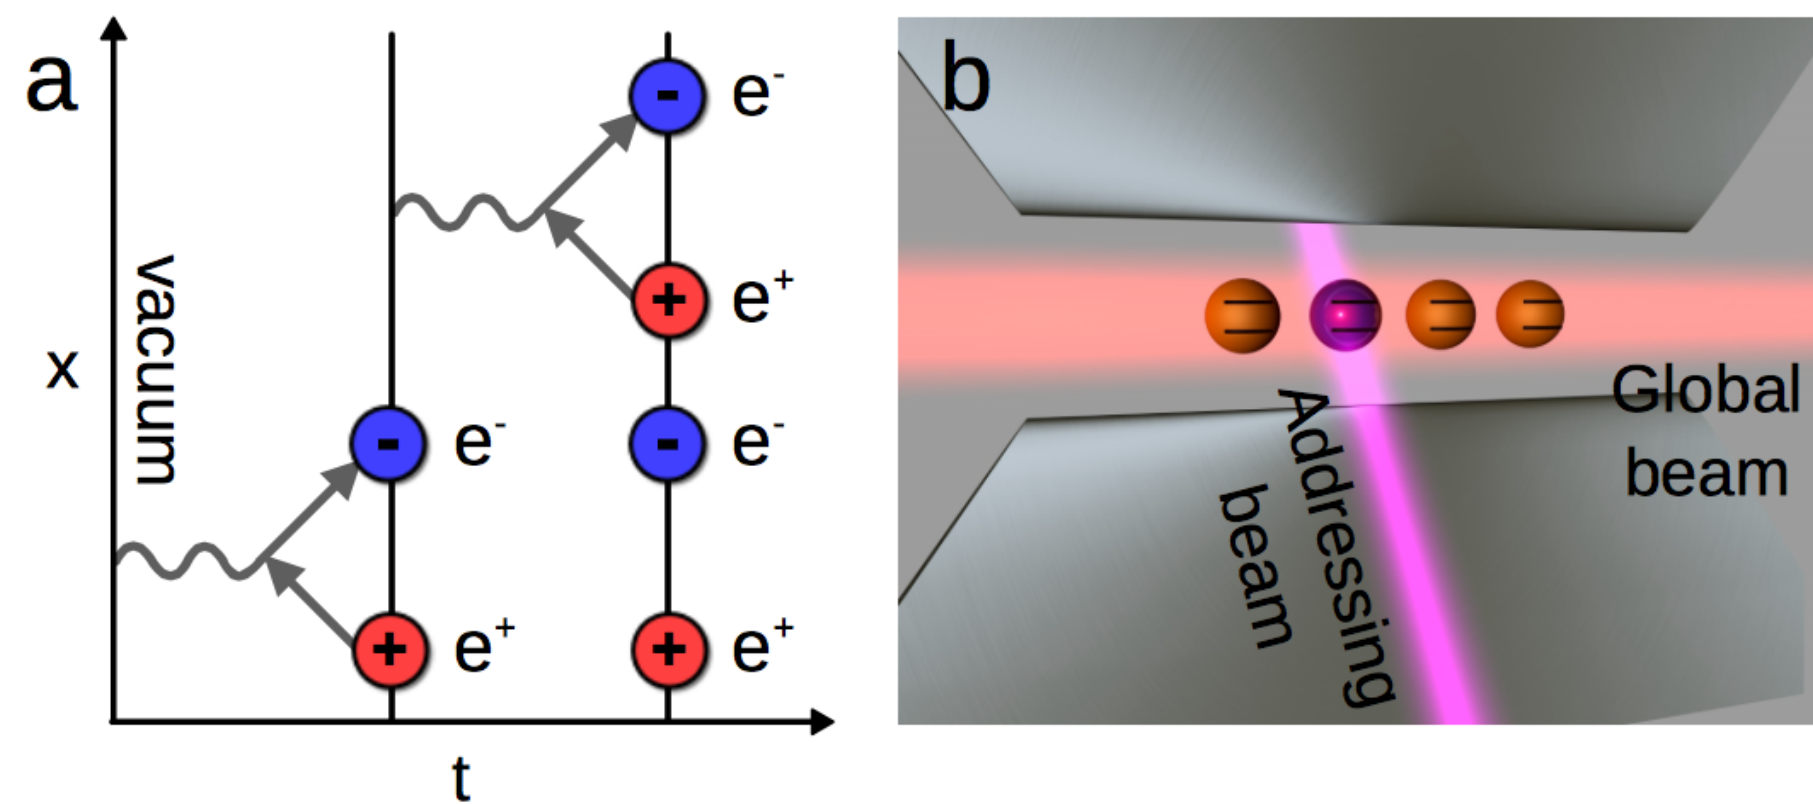 a
x
vacuum
t
-
e⁻
+
e⁺
-
e⁻
+
e⁺
-
e⁻
+
e⁺
b
Addressing
beam
Global
beam